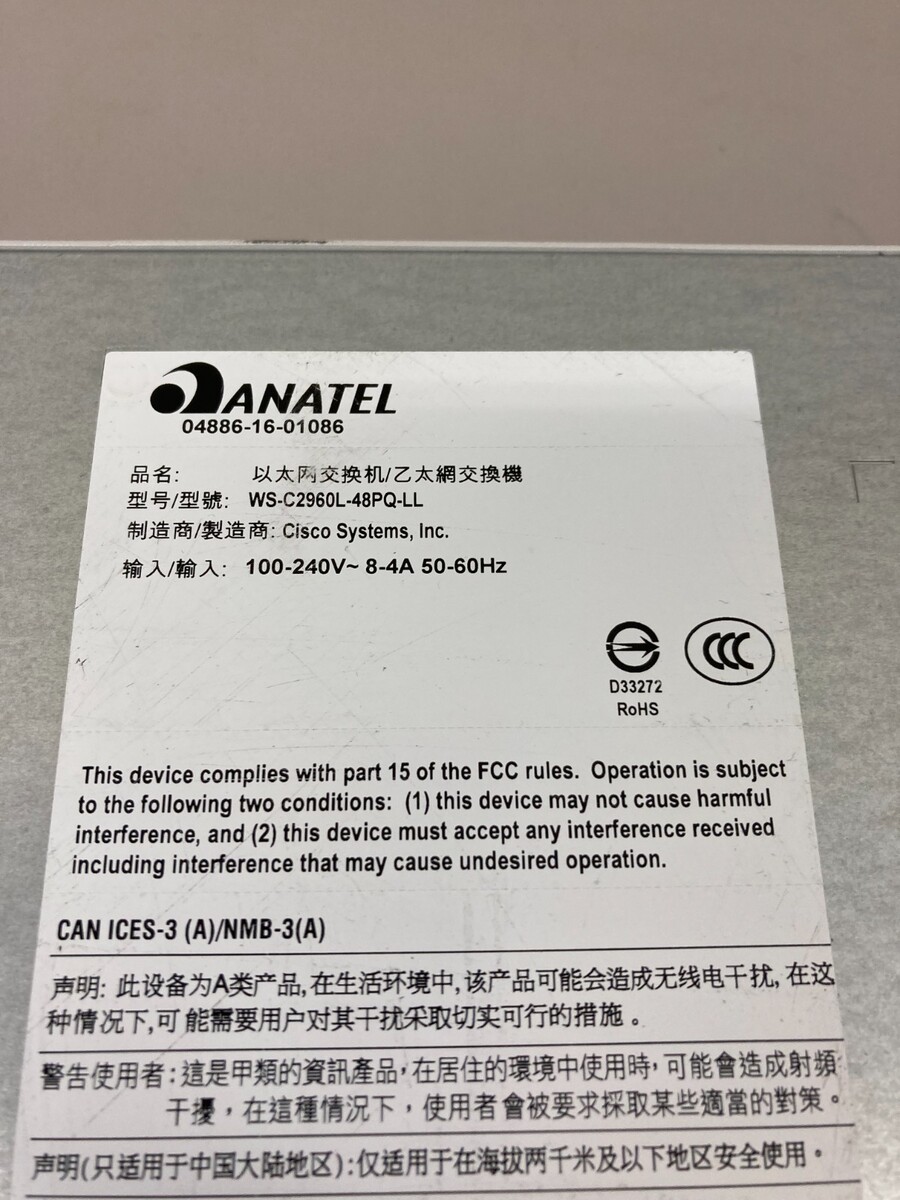 ANATEL
04886-16-01086
品名: 以太网交换机/乙太網交換機
型号/型號: WS-C2960L-48PQ-LL
制造商/製造商: Cisco Systems, Inc.
输入/輸入: 100-240V~ 8-4A 50-60Hz
D33272
RoHS
CCC
This device complies with part 15 of the FCC rules. Operation is subject
to the following two conditions: (1) this device may not cause harmful
interference, and (2) this device must accept any interference received
including interference that may cause undesired operation.
CAN ICES-3 (A)/NMB-3(A)
声明: 此设备为A类产品, 在生活环境中, 该产品可能会造成无线电干扰, 在这
种情况下, 可能需要用户对其干扰采取切实可行的措施。
警告使用者: 這是甲類的資訊產品，在居住的環境中使用時, 可能會造成射頻
干擾，在這種情況下，使用者會被要求採取某些適當的對策。
声明(只适用于中国大陆地区): 仅适用于在海拔两千米及以下地区安全使用。